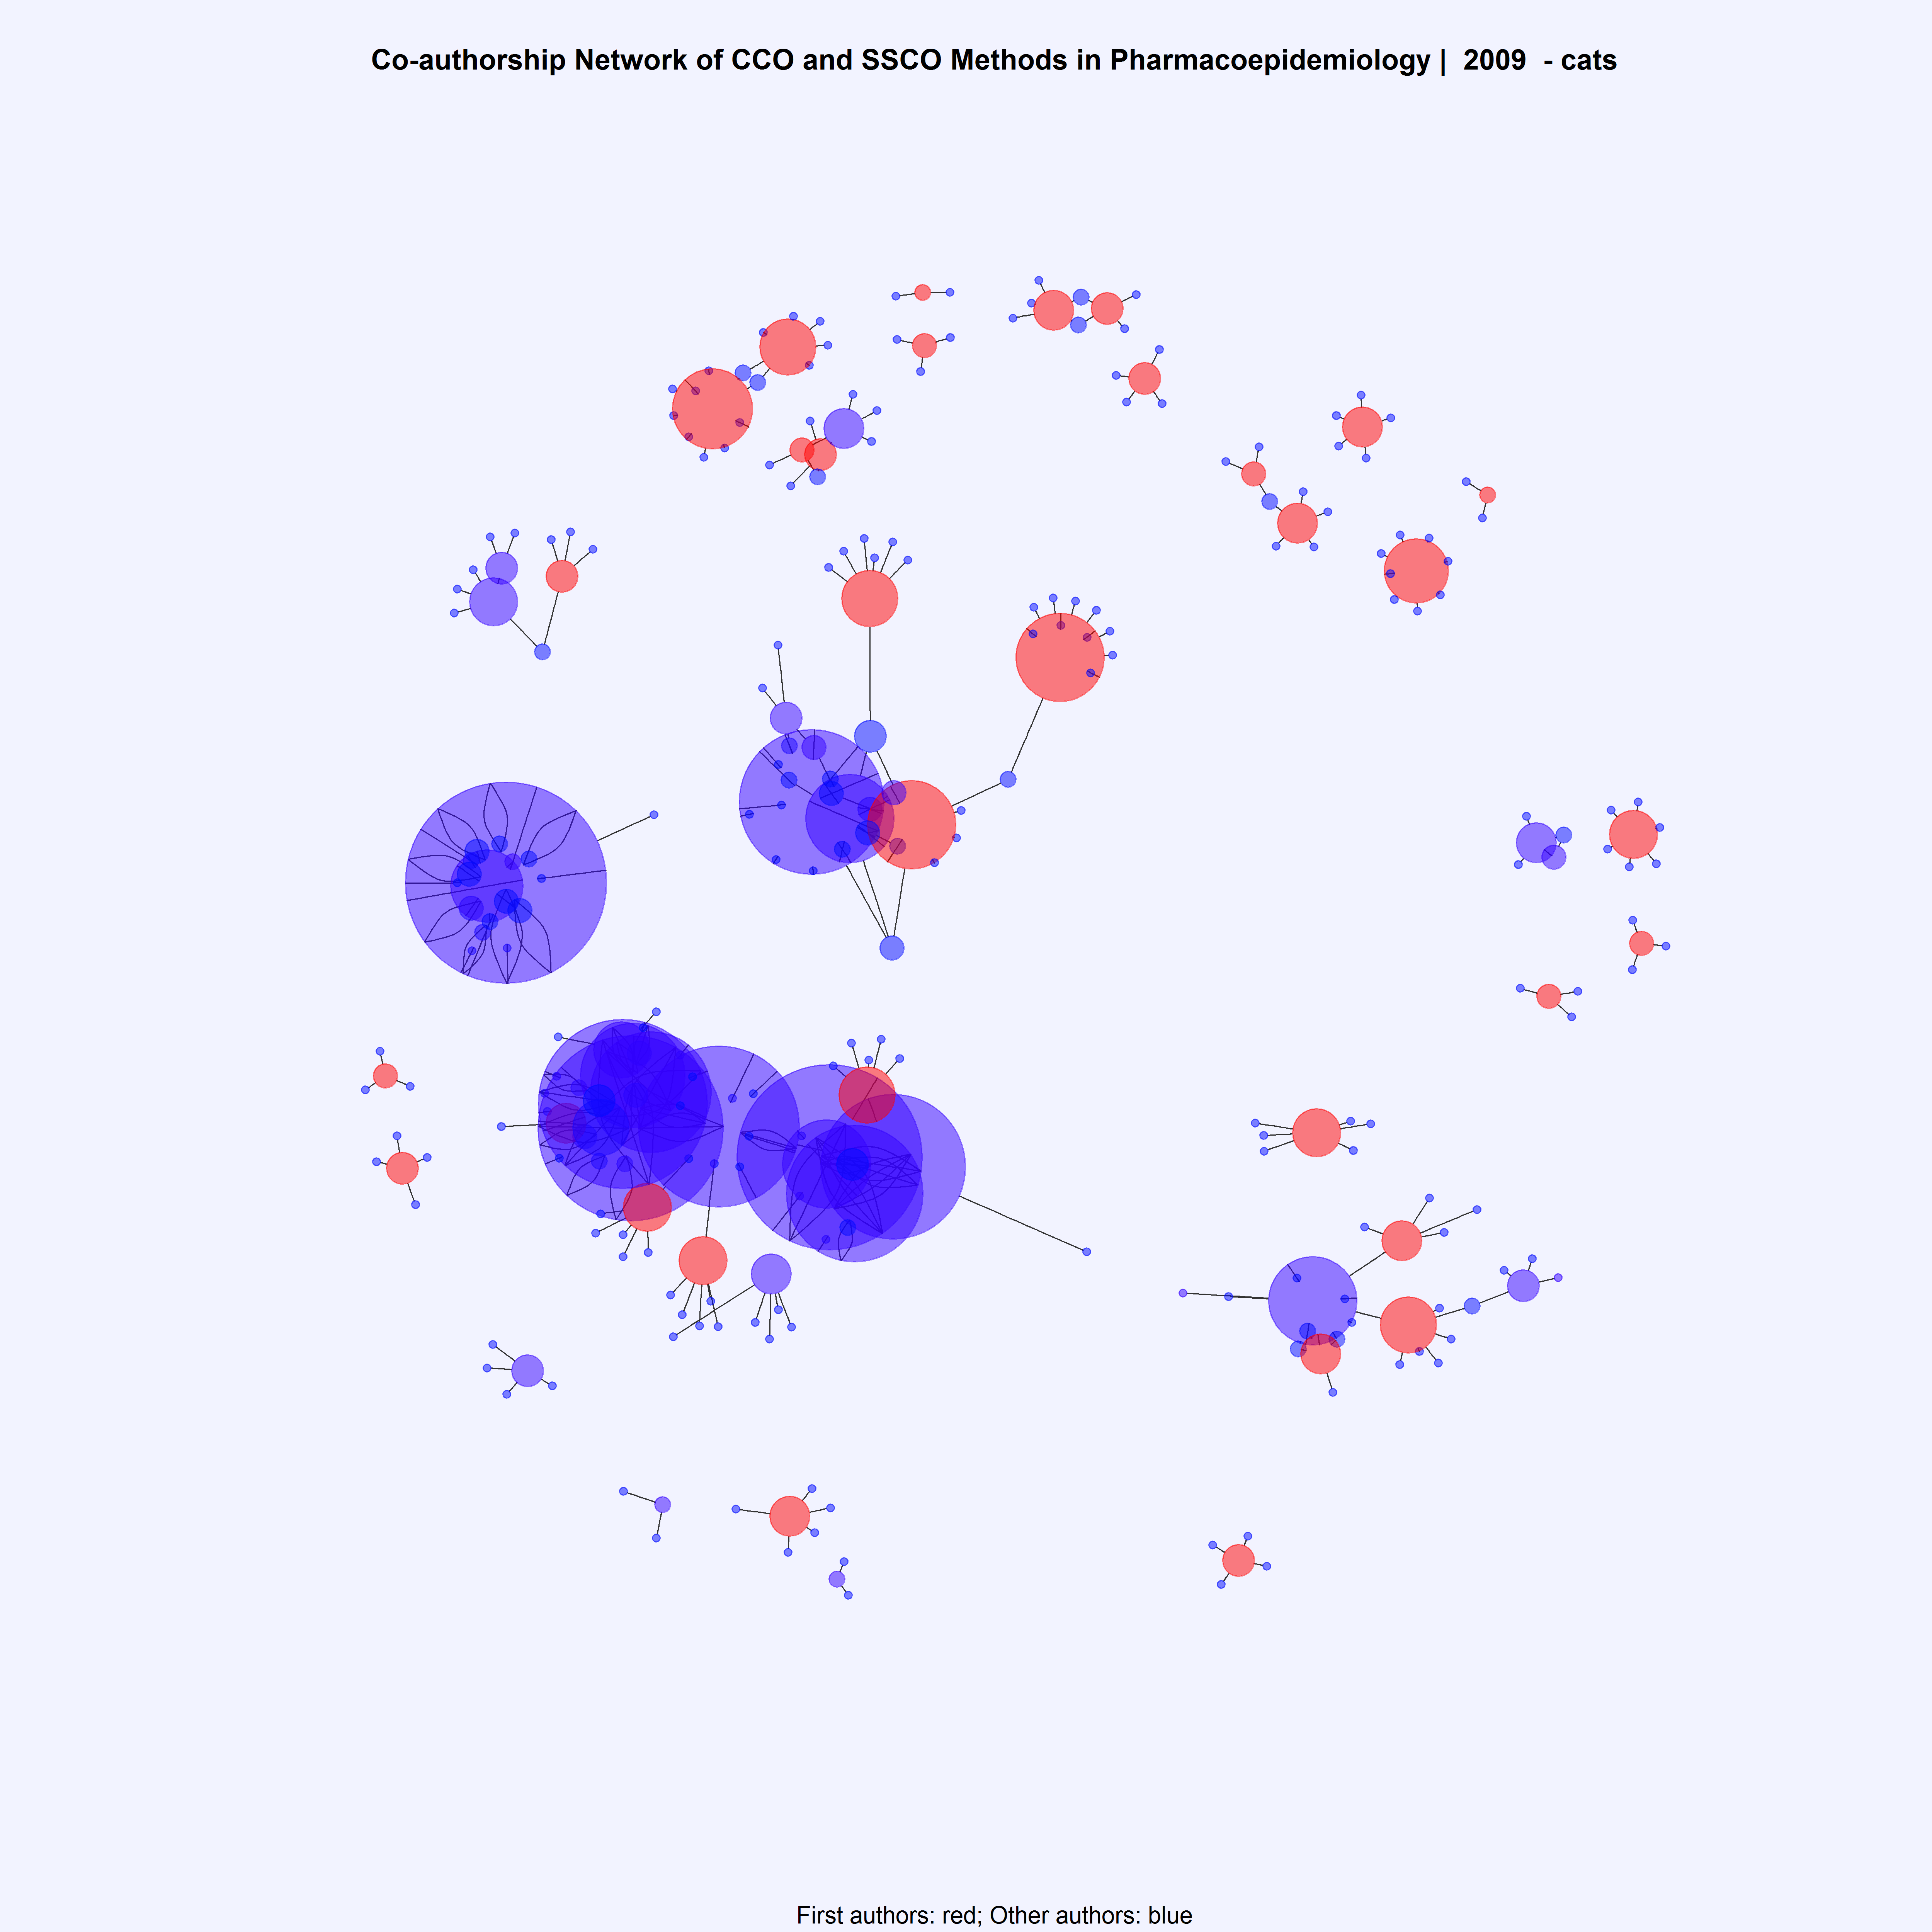 Co-authorship Network of CCO and SSCO Methods in Pharmacoepidemiology | 2009 - cats
First authors: red; Other authors: blue